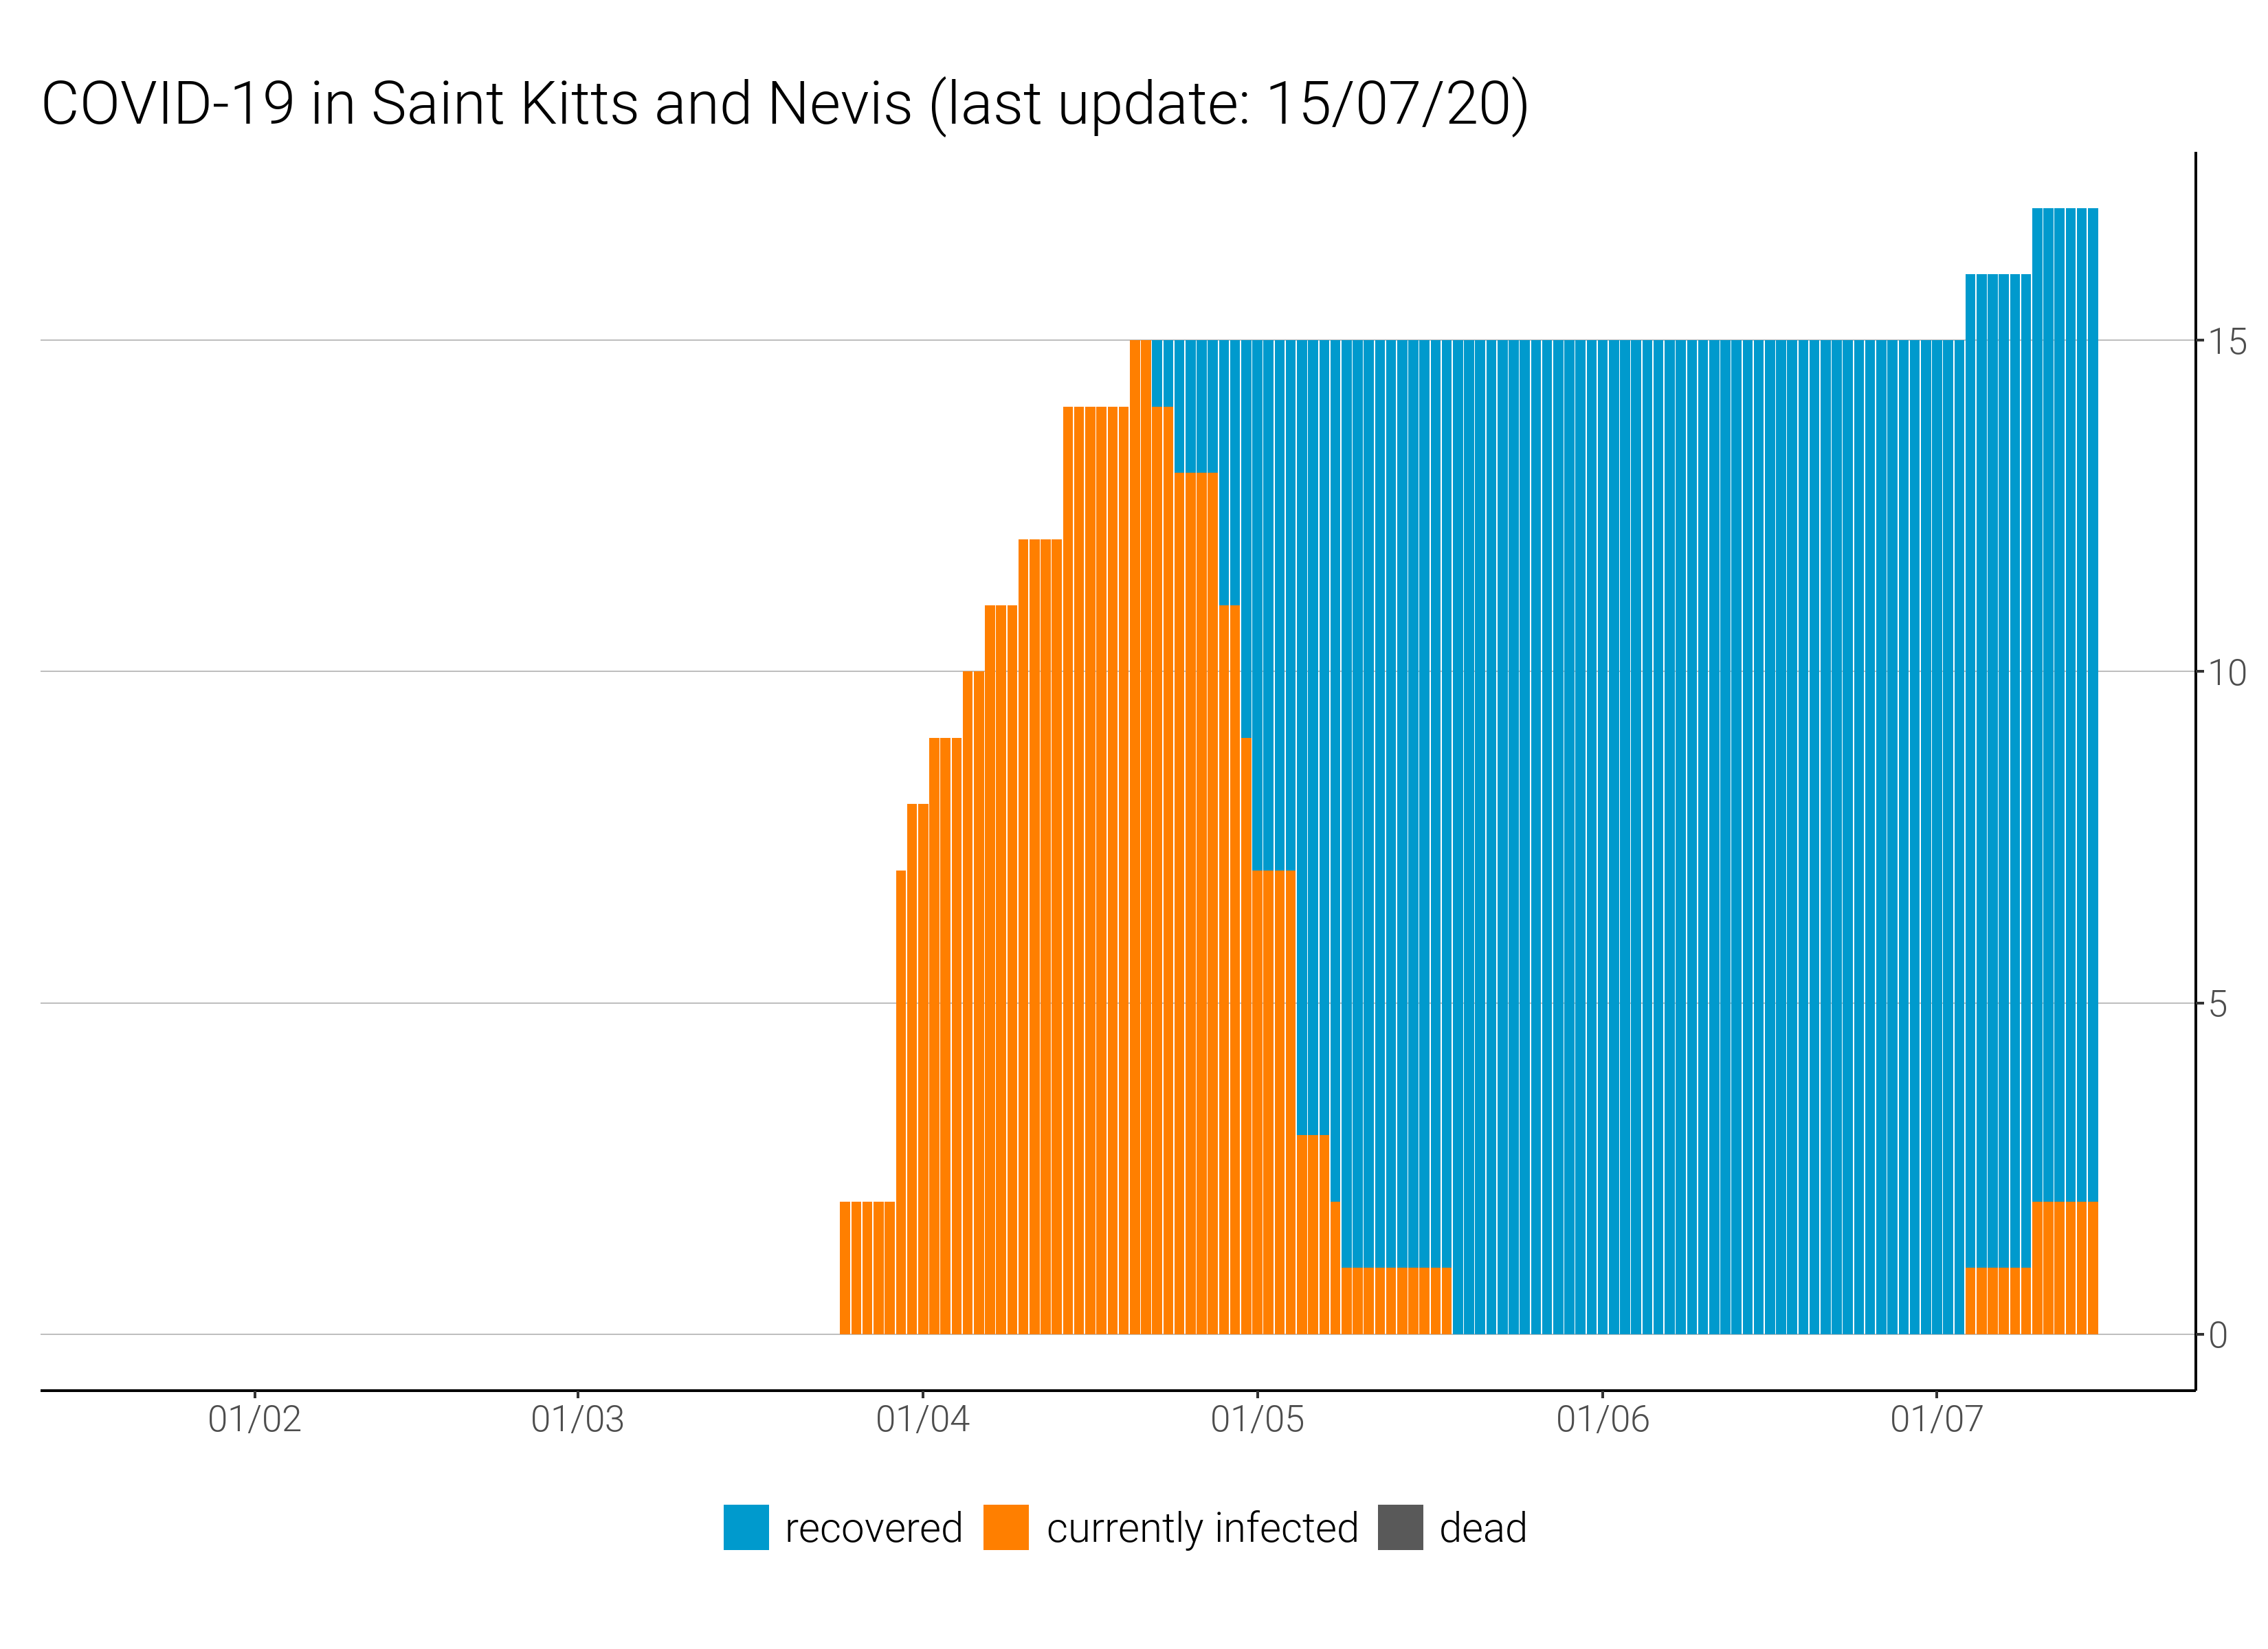 COVID-19 in Saint Kitts and Nevis (last update: 15/07/20)
15
10
5
0
01/02 01/03 01/04 01/05 01/06 01/07
recovered currently infected dead